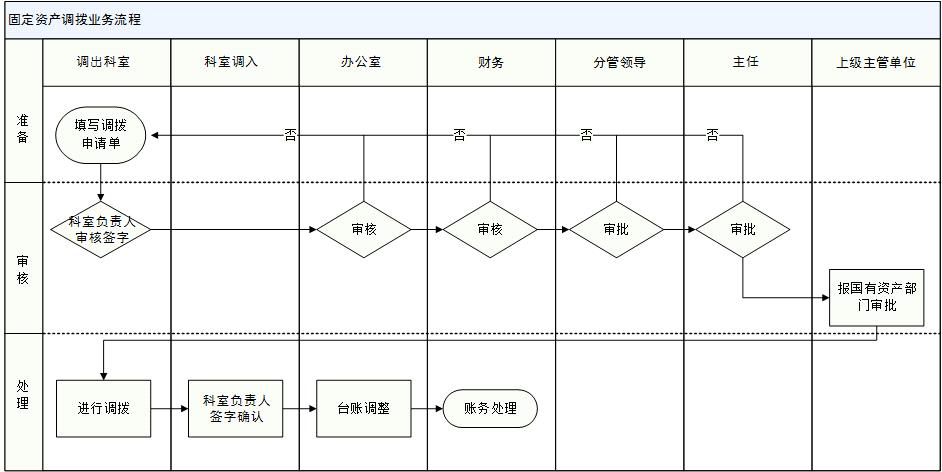 固定资产调拨业务流程
调出科室
科室调入
办公室
财务
分管领导
主任
上级主管单位
准
备
填写调拨
申请单
否
否
否
否
审
核
科室负责人
审核签字
审核
审核
审批
审批
报国有资产部
门审批
处
理
进行调拨
科室负责人
签字确认
台账调整
账务处理